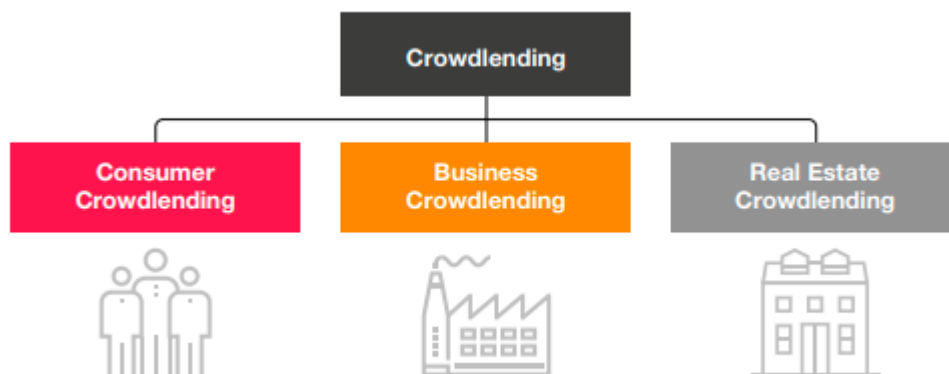 Crowdlending
Consumer
Crowdlending
Business
Crowdlending
Real Estate
Crowdlending